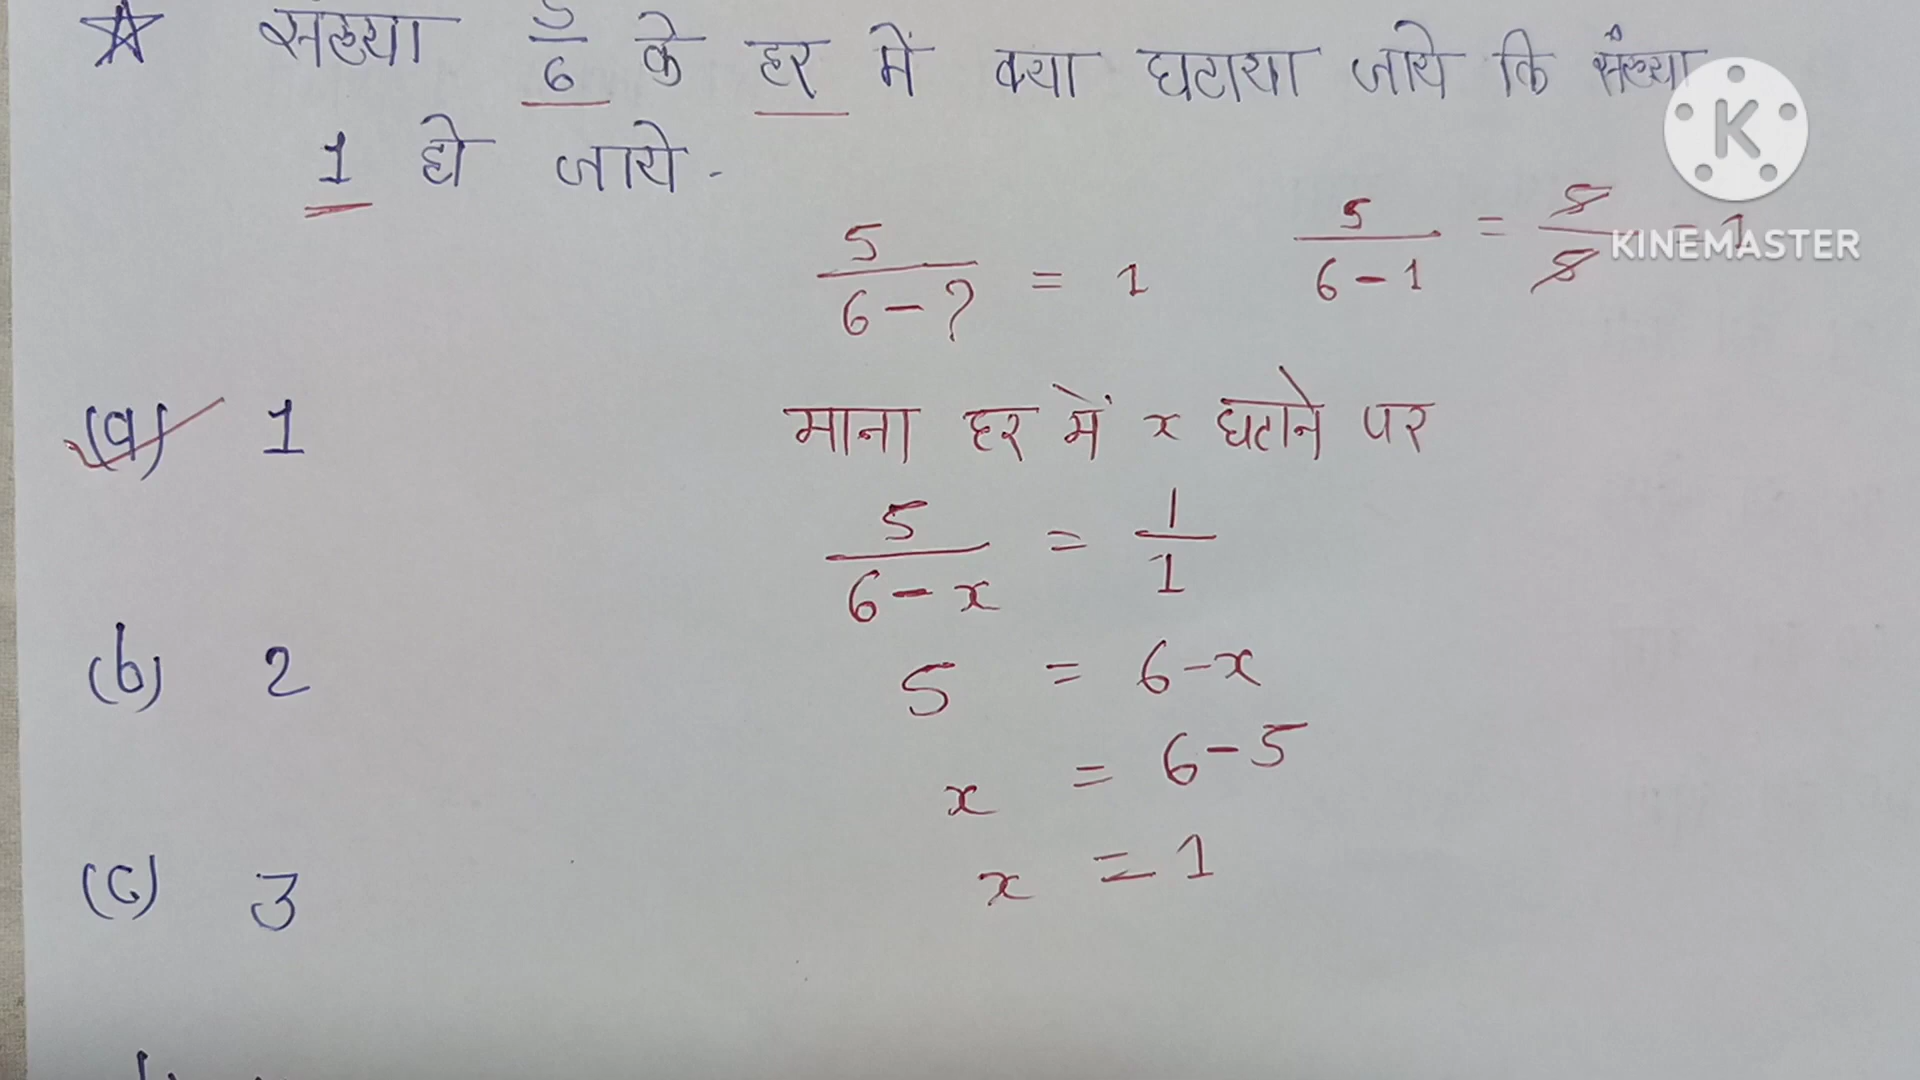 ☆ संख्या 5/6 के हर में क्या घटाया जाये कि संख्या
1 हो जाये -
5/(6-?) = 1
5/(6-1) = 5/5 = 1
K
KINEMASTER
(a) 1
माना हर में x घटाने पर
5/(6-x) = 1/1
(b) 2
5 = 6-x
x = 6-5
(c) 3
x = 1